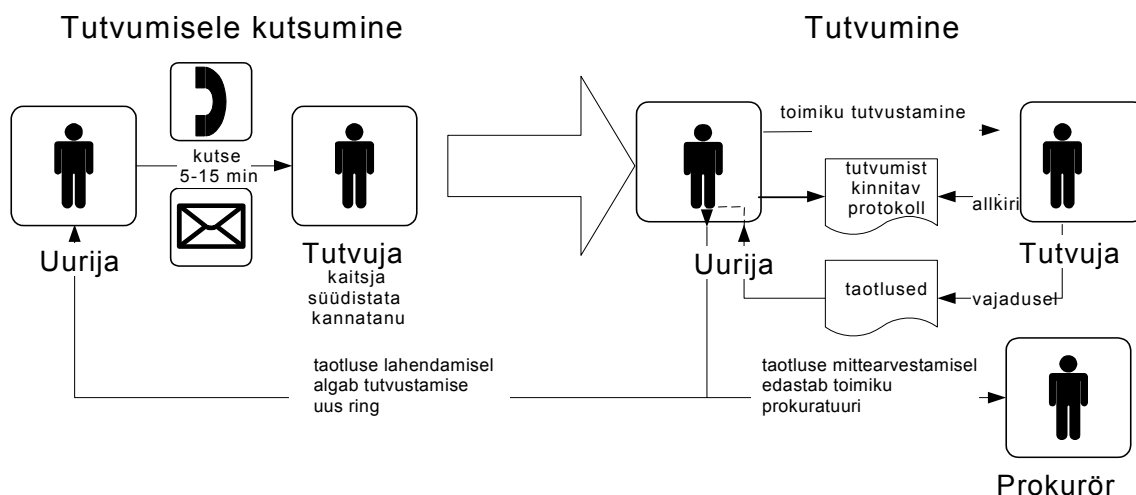 Tutvumisele kutsumine
kutse
5-15 min
Uurija
Tutvuja
kaitsja
süüdistata
kannatanu
Tutvumine
toimiku tutvustamine
tutvumist
kinnitav
protokoll
allkiri
Uurija
Tutvuja
taotlused
vajadusel
taotluse lahendamisel
algab tutvustamise
uus ring
taotluse mittearvestamisel
edastab toimiku
prokuratuuri
Prokurör